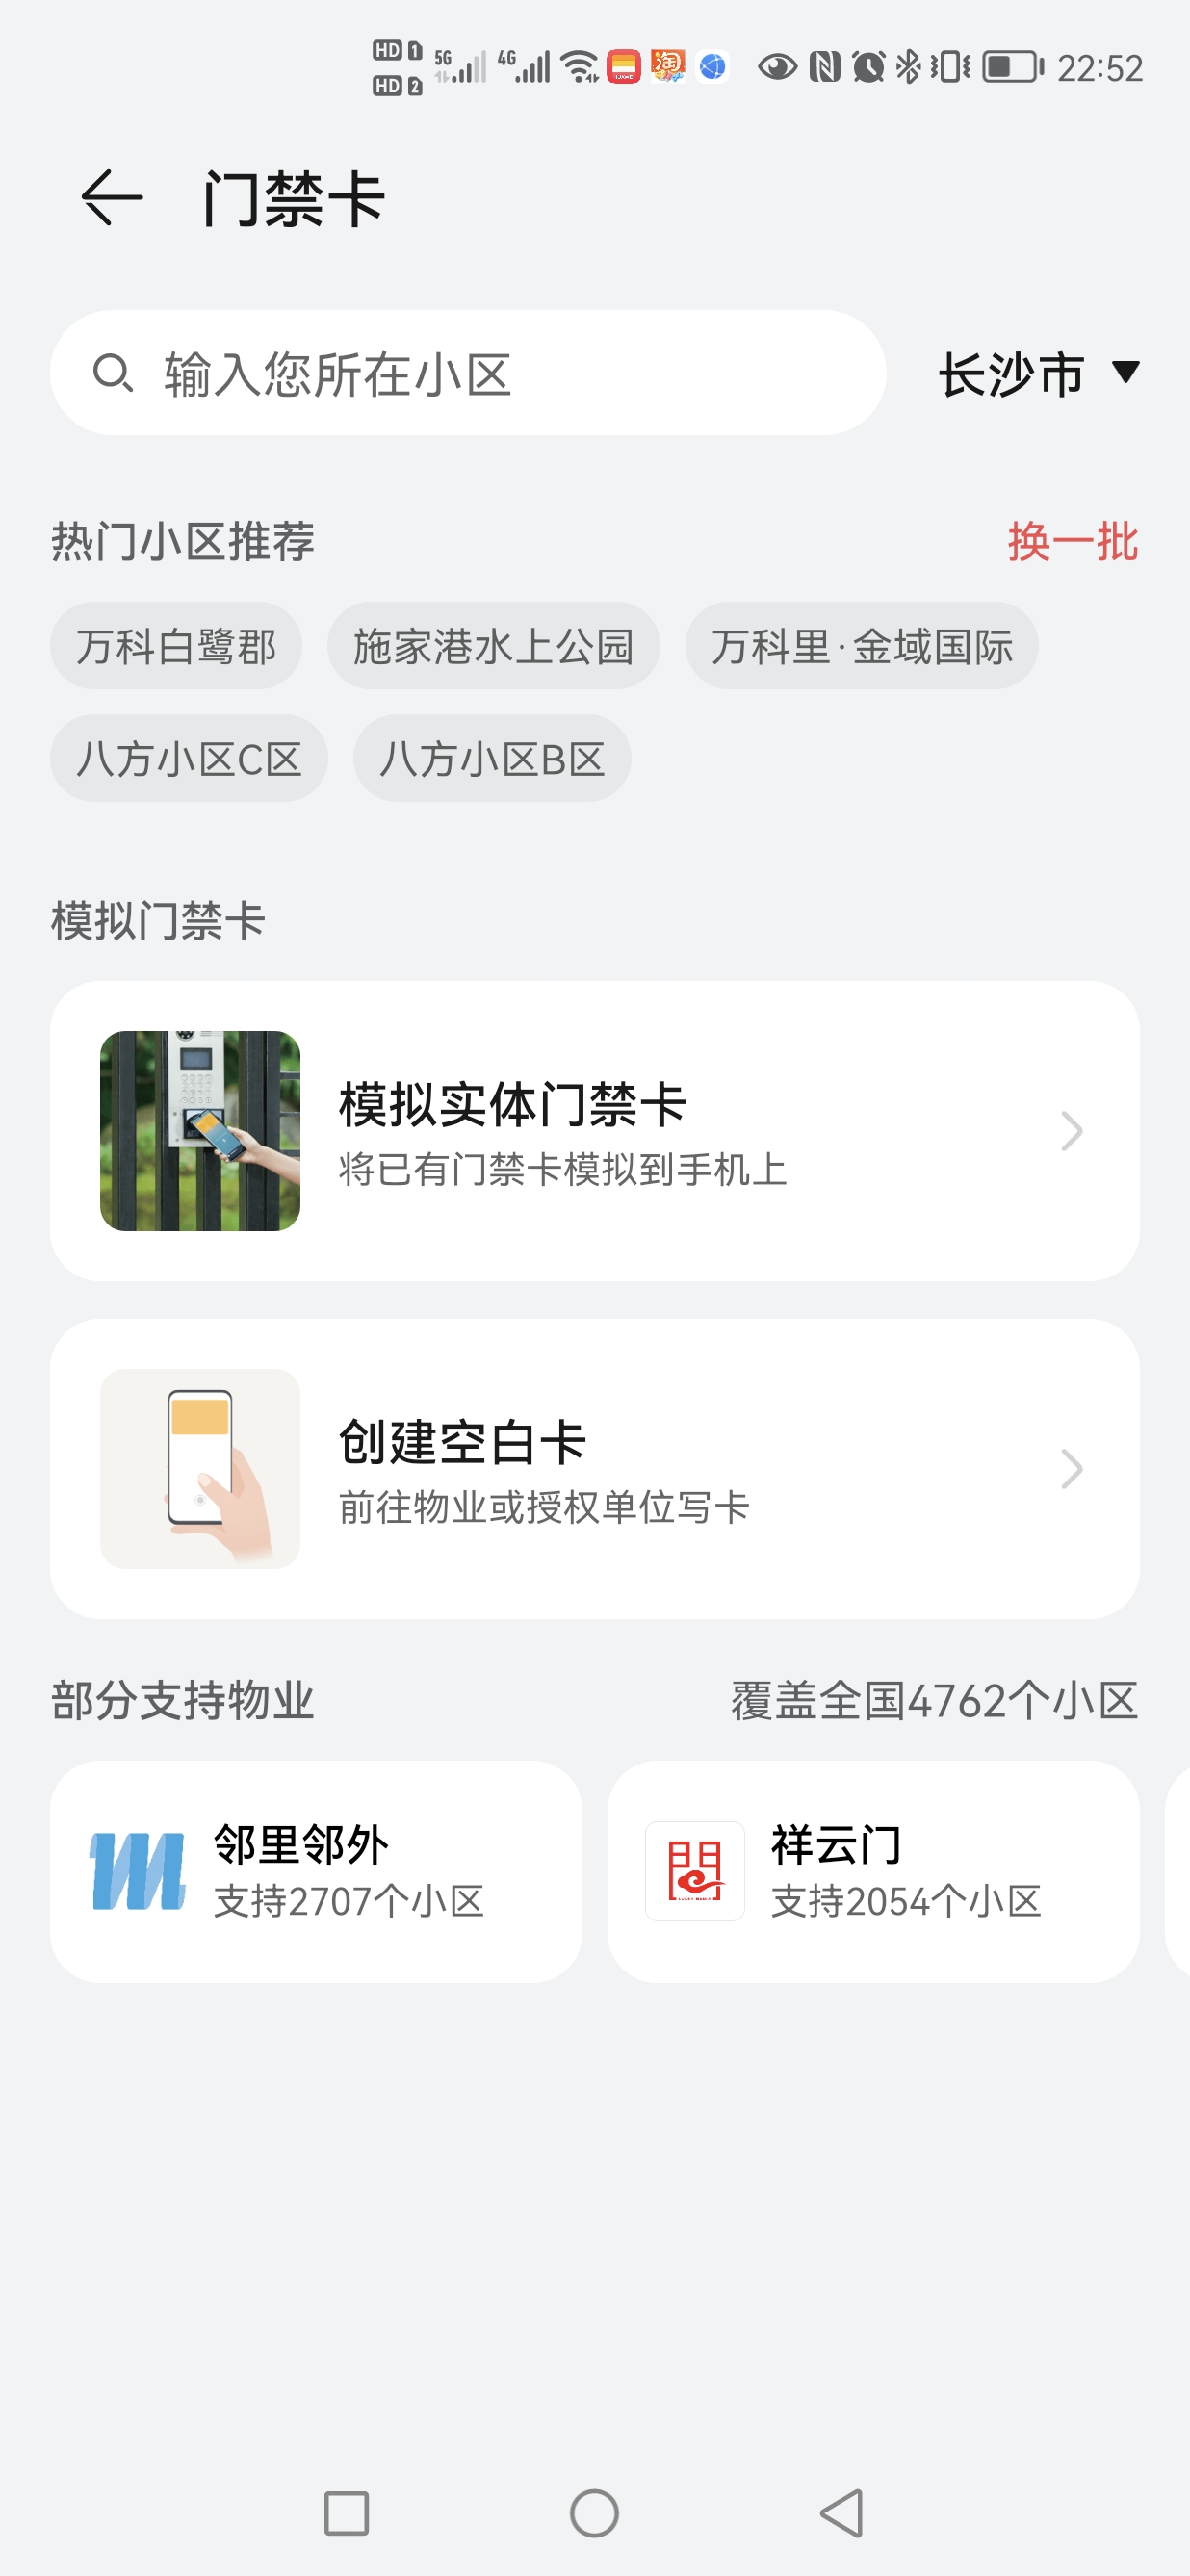 HD 1 5G 4G 22:52
HD 2
门禁卡
输入您所在小区 长沙市
热门小区推荐 换一批
万科白鹭郡 施家港水上公园 万科里·金域国际
八方小区C区 八方小区B区
模拟门禁卡
模拟实体门禁卡
将已有门禁卡模拟到手机上
创建空白卡
前往物业或授权单位写卡
部分支持物业 覆盖全国4762个小区
邻里邻外 祥云门
支持2707个小区 支持2054个小区